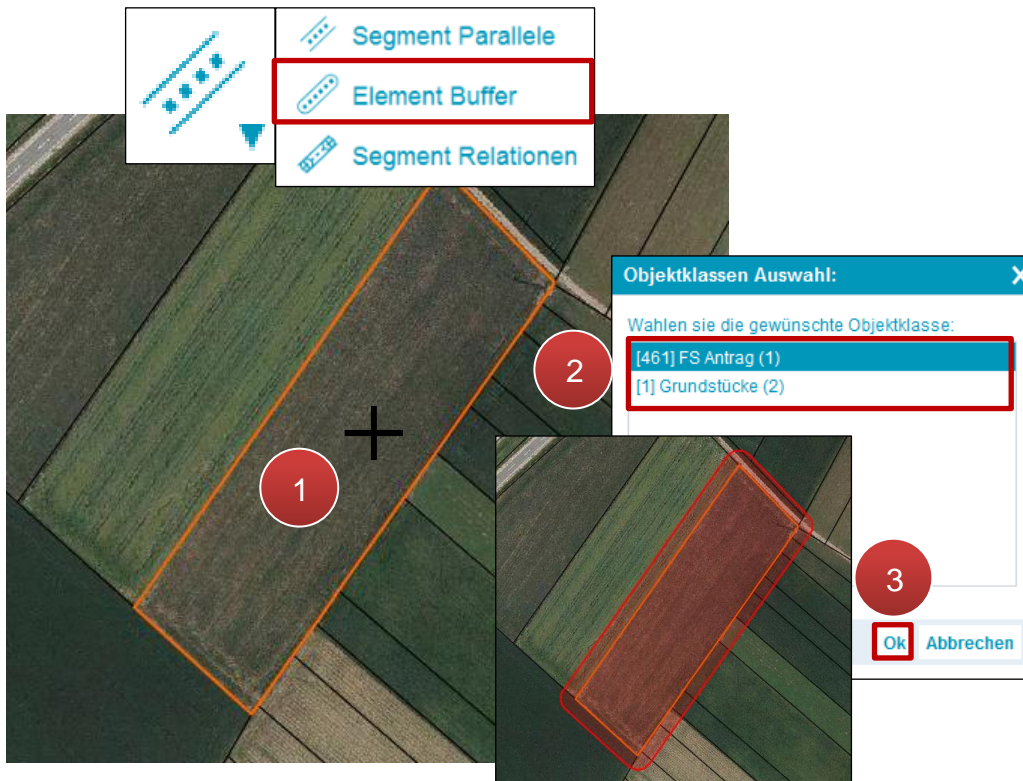 Segment Parallele
Element Buffer
Segment Relationen
Objektklassen Auswahl:
Wahlen sie die gewünschte Objektklasse:
[461] FS Antrag (1)
[1] Grundstücke (2)
2
1
3
Ok Abbrechen